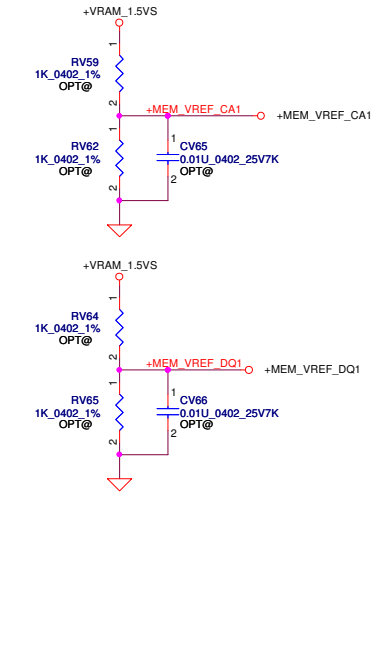 +VRAM_1.5VS
1
RV59
1K_0402_1%
OPT@
2
+MEM_VREF_CA1
+MEM_VREF_CA1
1
1
RV62
1K_0402_1%
OPT@
CV65
0.01U_0402_25V7K
OPT@
2
2
+VRAM_1.5VS
1
RV64
1K_0402_1%
OPT@
2
+MEM_VREF_DQ1
+MEM_VREF_DQ1
1
1
RV65
1K_0402_1%
OPT@
CV66
0.01U_0402_25V7K
OPT@
2
2